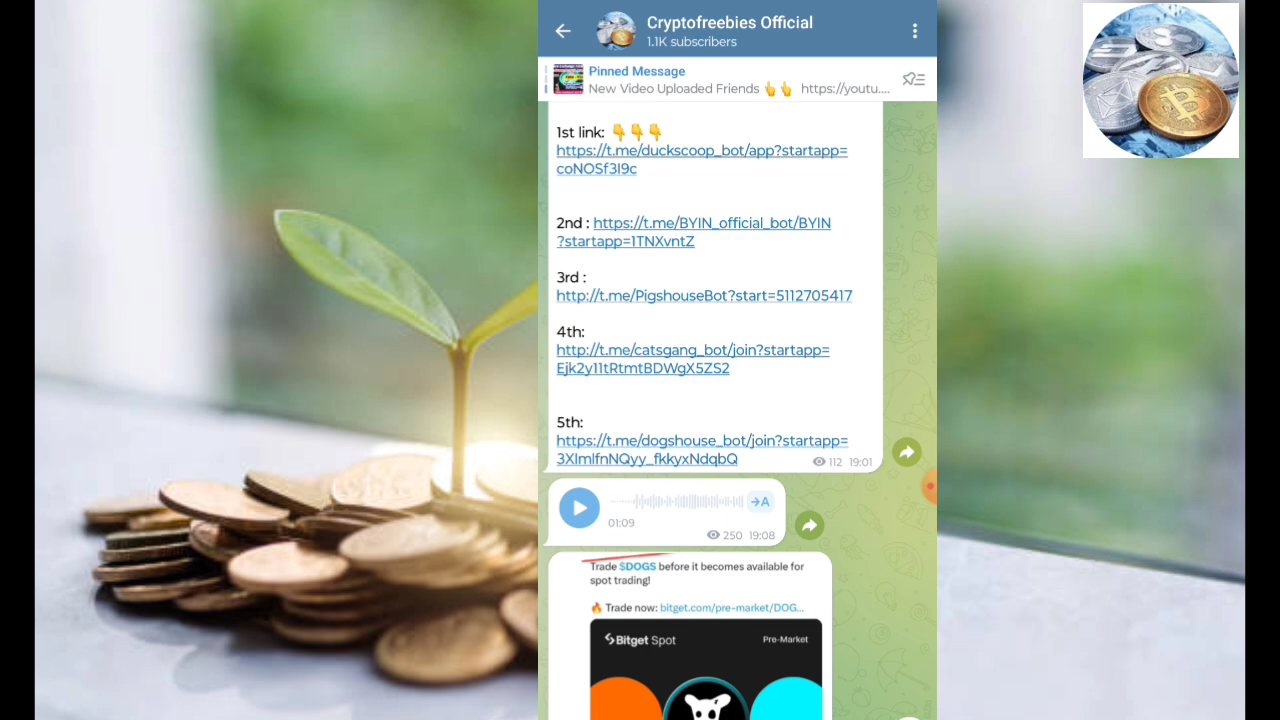 Cryptofreebies Official
1.1K subscribers
Pinned Message
New Video Uploaded Friends 👆👆 https://youtu....
1st link: 👇👇👇
https://t.me/duckscoop_bot/app?startapp=
coNOSf3I9c
2nd : https://t.me/BYIN_official_bot/BYIN
?startapp=1TNXvntZ
3rd :
http://t.me/PigshouseBot?start=5112705417
4th:
http://t.me/catsgang_bot/join?startapp=
Ejk2y11tRtmtBDWgX5ZS2
5th:
https://t.me/dogshouse_bot/join?startapp=
3XImlfnNQyy_fkkyxNdqbQ
112 19:01
→A
01:09
250 19:08
Trade $DOGS before it becomes available for
spot trading!
🔥 Trade now: bitget.com/pre-market/DOG...
Bitget Spot
Pre-Market